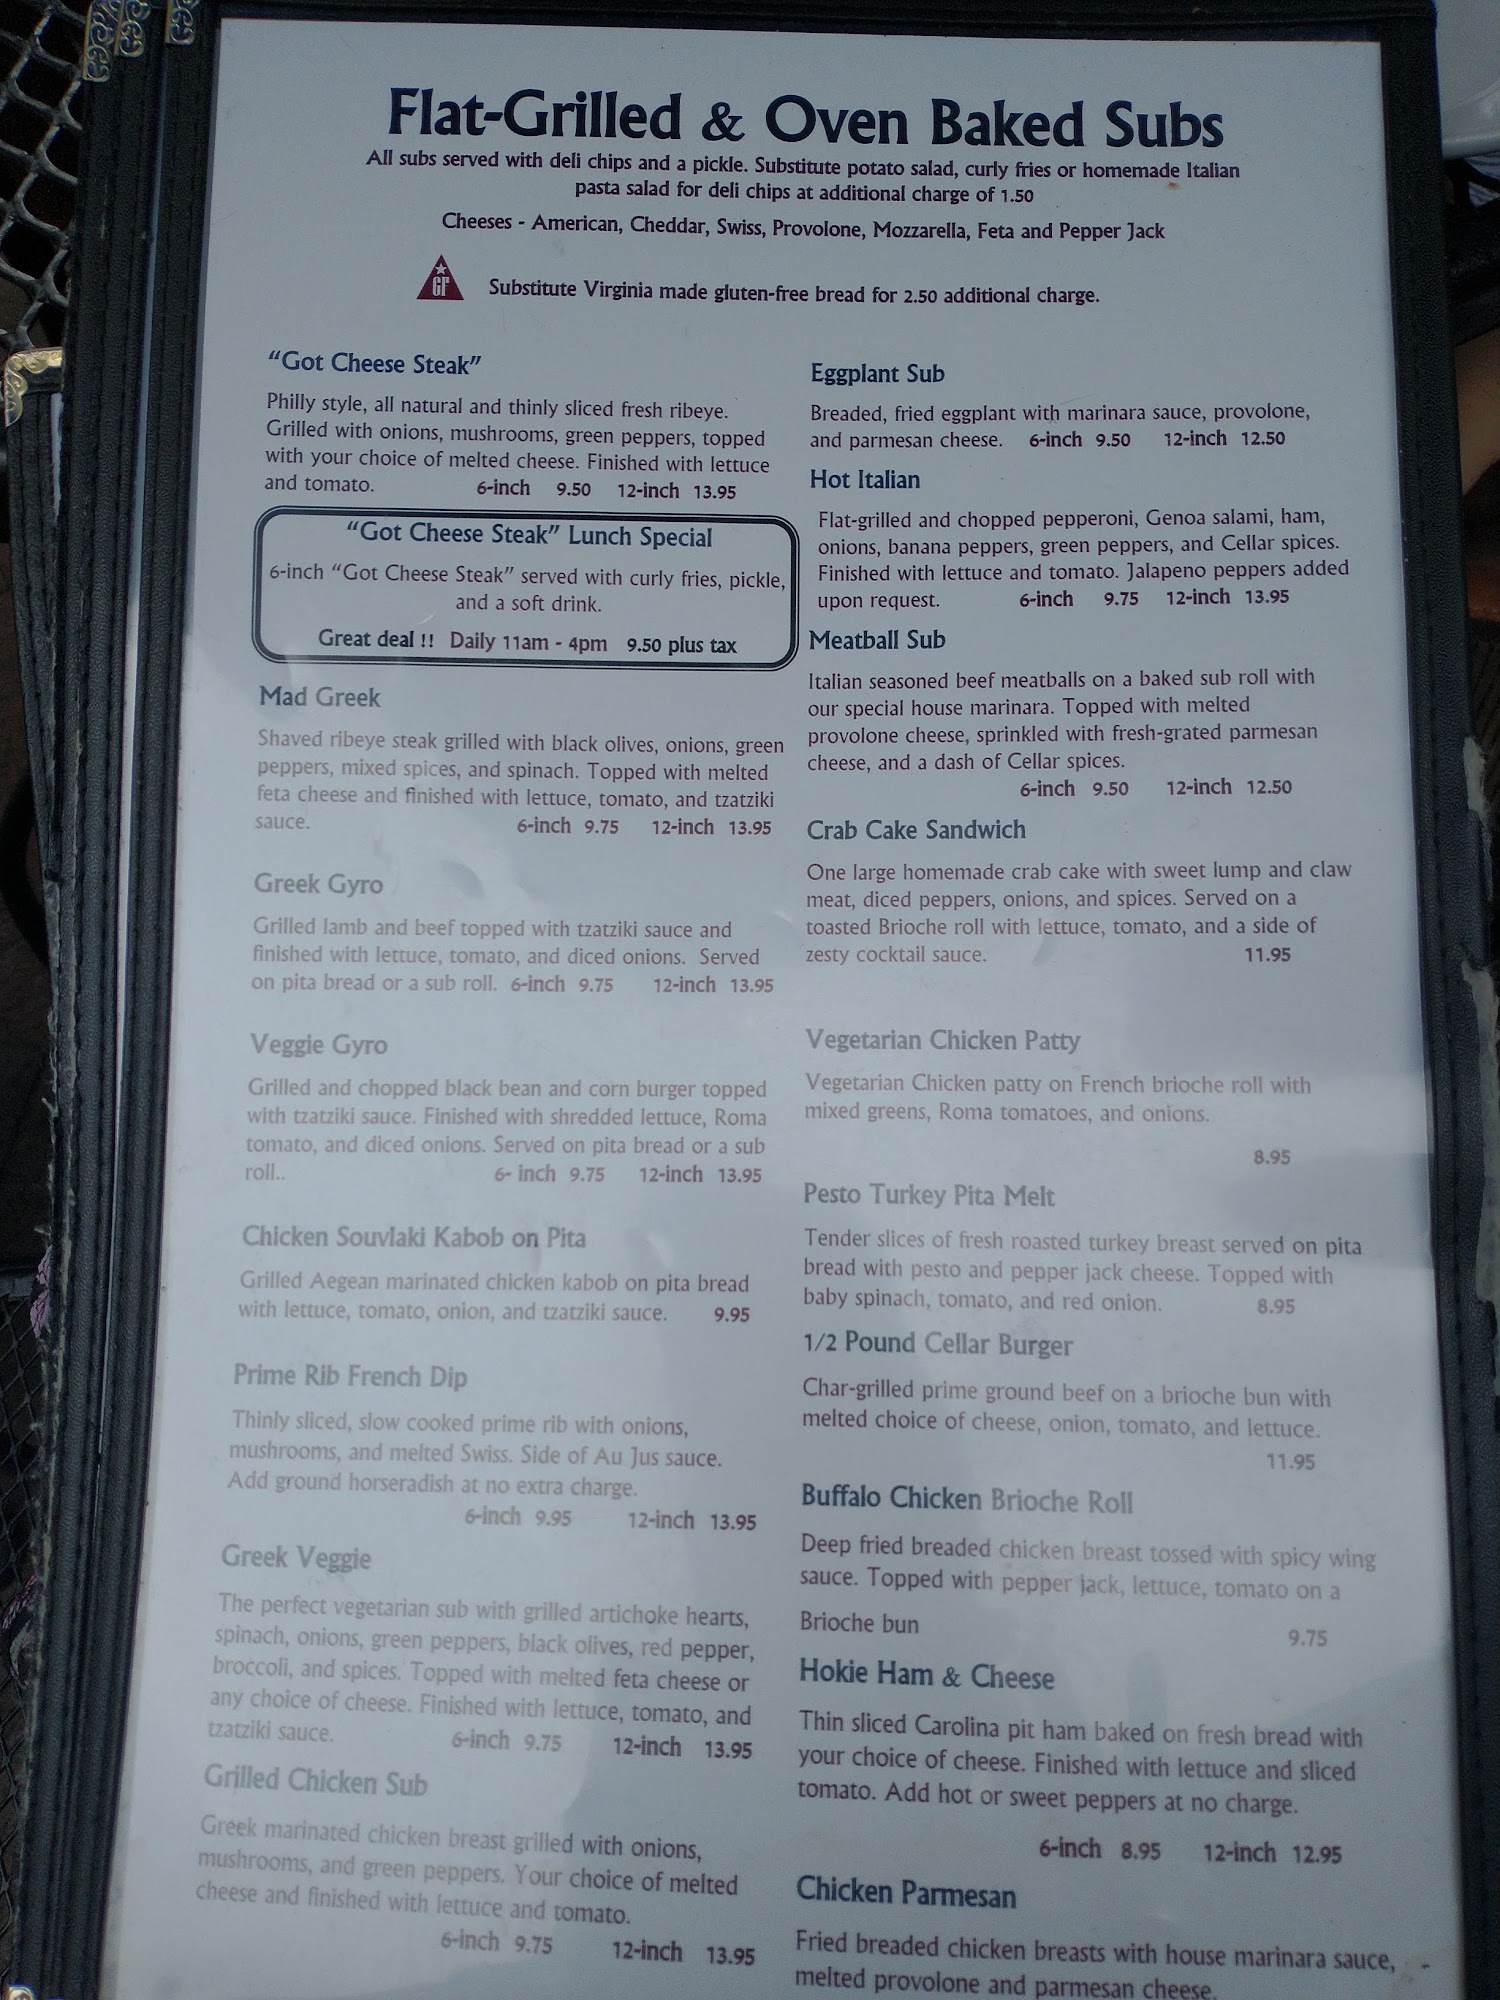 Flat-Grilled & Oven Baked Subs
All subs served with deli chips and a pickle. Substitute potato salad, curly fries or homemade Italian
pasta salad for deli chips at additional charge of 1.50
Cheeses - American, Cheddar, Swiss, Provolone, Mozzarella, Feta and Pepper Jack
GF Substitute Virginia made gluten-free bread for 2.50 additional charge.
"Got Cheese Steak"
Philly style, all natural and thinly sliced fresh ribeye.
Grilled with onions, mushrooms, green peppers, topped
with your choice of melted cheese. Finished with lettuce
and tomato. 6-inch 9.50 12-inch 13.95
"Got Cheese Steak" Lunch Special
6-inch "Got Cheese Steak" served with curly fries, pickle,
and a soft drink.
Great deal !! Daily 11am - 4pm 9.50 plus tax
Mad Greek
Shaved ribeye steak grilled with black olives, onions, green
peppers, mixed spices, and spinach. Topped with melted
feta cheese and finished with lettuce, tomato, and tzatziki
sauce. 6-inch 9.75 12-inch 13.95
Greek Gyro
Grilled lamb and beef topped with tzatziki sauce and
finished with lettuce, tomato, and diced onions. Served
on pita bread or a sub roll. 6-inch 9.75 12-inch 13.95
Veggie Gyro
Grilled and chopped black bean and corn burger topped
with tzatziki sauce. Finished with shredded lettuce, Roma
tomato, and diced onions. Served on pita bread or a sub
roll.. 6- inch 9.75 12-inch 13.95
Chicken Souvlaki Kabob on Pita
Grilled Aegean marinated chicken kabob on pita bread
with lettuce, tomato, onion, and tzatziki sauce. 9.95
Prime Rib French Dip
Thinly sliced, slow cooked prime rib with onions,
mushrooms, and melted Swiss. Side of Au Jus sauce.
Add ground horseradish at no extra charge.
6-inch 9.95 12-inch 13.95
Greek Veggie
The perfect vegetarian sub with grilled artichoke hearts,
spinach, onions, green peppers, black olives, red pepper,
broccoli, and spices. Topped with melted feta cheese or
any choice of cheese. Finished with lettuce, tomato, and
tzatziki sauce. 6-inch 9.75 12-inch 13.95
Grilled Chicken Sub
Greek marinated chicken breast grilled with onions,
mushrooms, and green peppers. Your choice of melted
cheese and finished with lettuce and tomato.
6-inch 9.75 12-inch 13.95
Eggplant Sub
Breaded, fried eggplant with marinara sauce, provolone,
and parmesan cheese. 6-inch 9.50 12-inch 12.50
Hot Italian
Flat-grilled and chopped pepperoni, Genoa salami, ham,
onions, banana peppers, green peppers, and Cellar spices.
Finished with lettuce and tomato. Jalapeno peppers added
upon request. 6-inch 9.75 12-inch 13.95
Meatball Sub
Italian seasoned beef meatballs on a baked sub roll with
our special house marinara. Topped with melted
provolone cheese, sprinkled with fresh-grated parmesan
cheese, and a dash of Cellar spices.
6-inch 9.50 12-inch 12.50
Crab Cake Sandwich
One large homemade crab cake with sweet lump and claw
meat, diced peppers, onions, and spices. Served on a
toasted Brioche roll with lettuce, tomato, and a side of
zesty cocktail sauce. 11.95
Vegetarian Chicken Patty
Vegetarian Chicken patty on French brioche roll with
mixed greens, Roma tomatoes, and onions.
8.95
Pesto Turkey Pita Melt
Tender slices of fresh roasted turkey breast served on pita
bread with pesto and pepper jack cheese. Topped with
baby spinach, tomato, and red onion. 8.95
1/2 Pound Cellar Burger
Char-grilled prime ground beef on a brioche bun with
melted choice of cheese, onion, tomato, and lettuce.
11.95
Buffalo Chicken Brioche Roll
Deep fried breaded chicken breast tossed with spicy wing
sauce. Topped with pepper jack, lettuce, tomato on a
Brioche bun 9.75
Hokie Ham & Cheese
Thin sliced Carolina pit ham baked on fresh bread with
your choice of cheese. Finished with lettuce and sliced
tomato. Add hot or sweet peppers at no charge.
6-inch 8.95 12-inch 12.95
Chicken Parmesan
Fried breaded chicken breasts with house marinara sauce,
melted provolone and parmesan cheese.